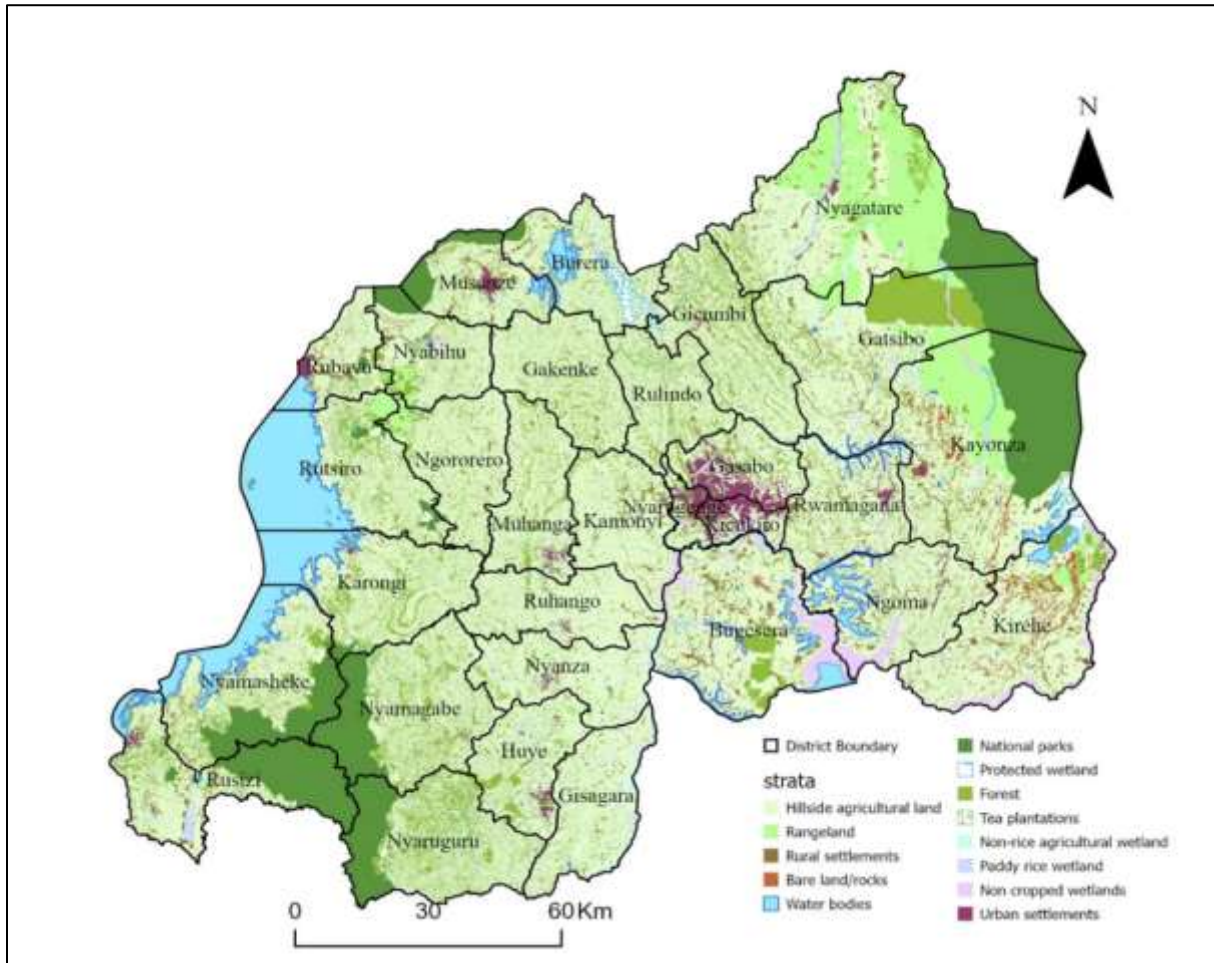 N
Nyagatare
Burera
Musanze
Gicumbi
Gatsibo
Nyabihu
Rubavu
Gakenke
Rulindo
Kayonza
Gasabo
Rutsiro
Ngororero
Rwamagana
Muhanga
Kamonyi
Kicukiro
Karongi
Ruhango
Ngoma
Bugesera
Kirehe
Nyanza
Nyamasheke
Nyamagabe
Huye
Rusizi
Gisagara
Nyaruguru
0 30 60 Km
District Boundary
strata
Hillside agricultural land
Rangeland
Rural settlements
Bare land/rocks
Water bodies
National parks
Protected wetland
Forest
Tea plantations
Non-rice agricultural wetland
Paddy rice wetland
Non cropped wetlands
Urban settlements